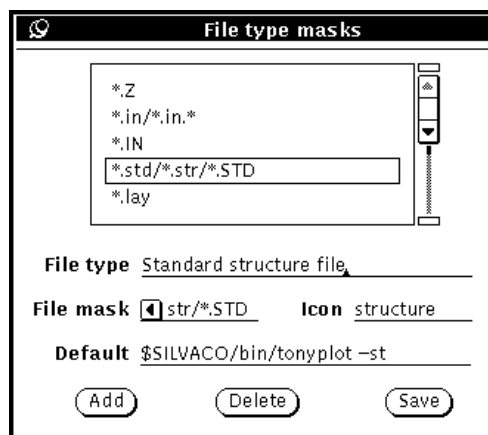 File type masks
*.Z
*.in/*.in.*
*.IN
*.std/*.str/*.STD
*.lay
File type Standard structure file
File mask str/*.STD Icon structure
Default $SILVACO/bin/tonyplot –st
Add Delete Save